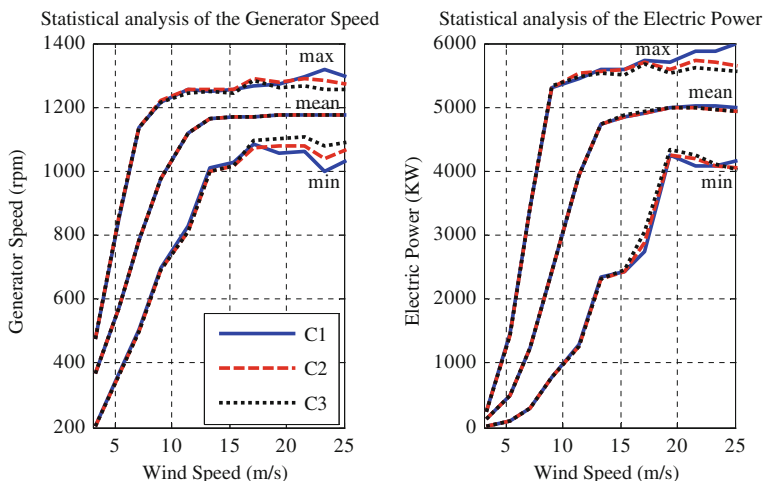 Statistical analysis of the Generator Speed
1400
1200
1000
800
600
400
200
Generator Speed (rpm)
max
mean
min
C1
C2
C3
5
10
15
20
25
Wind Speed (m/s)
Statistical analysis of the Electric Power
6000
5000
4000
3000
2000
1000
0
Electric Power (KW)
max
mean
min
5
10
15
20
25
Wind Speed (m/s)